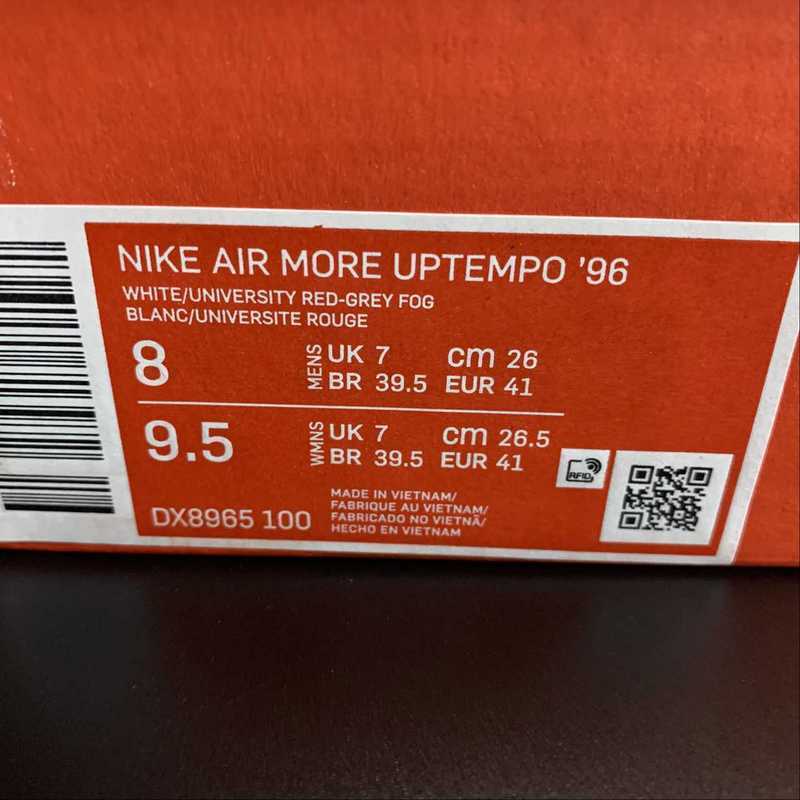 NIKE AIR MORE UPTEMPO '96
WHITE/UNIVERSITY RED-GREY FOG
BLANC/UNIVERSITE ROUGE
8 MENS UK 7 cm 26
BR 39.5 EUR 41
9.5 WMNS UK 7 cm 26.5
BR 39.5 EUR 41
RFID
DX8965 100
MADE IN VIETNAM/
FABRIQUE AU VIETNAM/
FABRICADO NO VIETNÃ/
HECHO EN VIETNAM